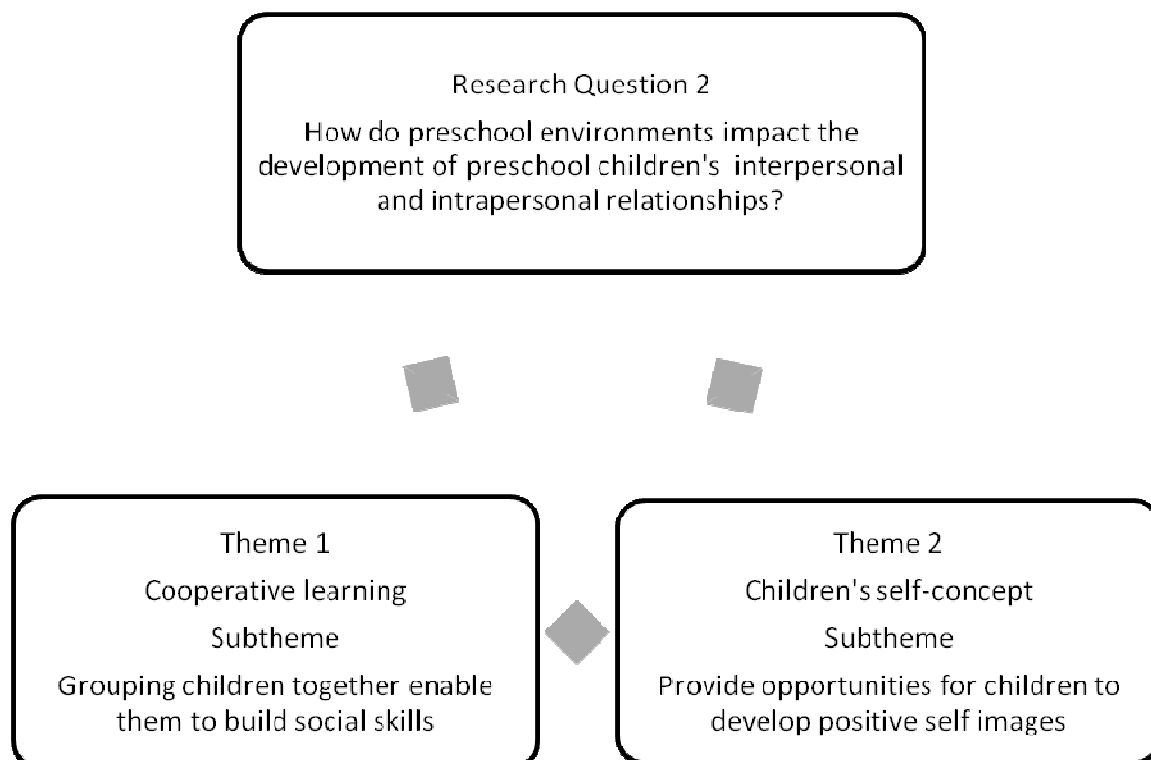 Research Question 2
How do preschool environments impact the
development of preschool children's  interpersonal
and intrapersonal relationships?
Theme 1
Cooperative learning
Subtheme
Grouping children together enable
them to build social skills
Theme 2
Children's self-concept
Subtheme
Provide opportunities for children to
develop positive self images